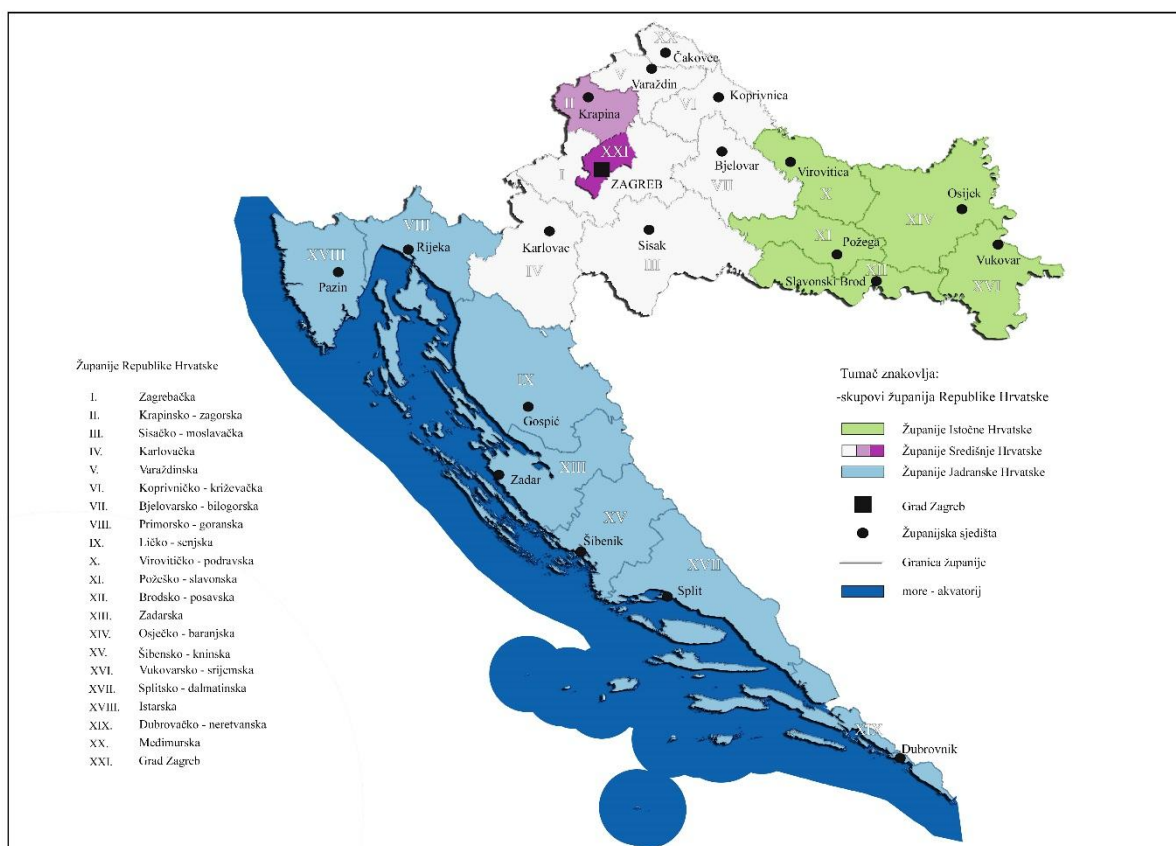 XX
Čakovec
V
Varaždin
II
Krapina
VI
Koprivnica
XXI
ZAGREB
I
Bjelovar
VII
Virovitica
X
Osijek
XIV
XI
Požega
Vukovar
XII
Slavonski Brod
XVI
Karlovac
IV
Sisak
III
VIII
Rijeka
XVIII
Pazin
IX
Gospić
XIII
Zadar
XV
Šibenik
XVII
Split
XIX
Dubrovnik
Županije Republike Hrvatske
I. Zagrebačka
II. Krapinsko - zagorska
III. Sisačko - moslavačka
IV. Karlovačka
V. Varaždinska
VI. Koprivničko - križevačka
VII. Bjelovarsko - bilogorska
VIII. Primorsko - goranska
IX. Ličko - senjska
X. Virovitičko - podravska
XI. Požeško - slavonska
XII. Brodsko - posavska
XIII. Zadarska
XIV. Osječko - baranjska
XV. Šibensko - kninska
XVI. Vukovarsko - srijemska
XVII. Splitsko - dalmatinska
XVIII. Istarska
XIX. Dubrovačko - neretvanska
XX. Međimurska
XXI. Grad Zagreb
Tumač znakovlja:
-skupovi županija Republike Hrvatske
Županije Istočne Hrvatske
Županije Središnje Hrvatske
Županije Jadranske Hrvatske
Grad Zagreb
Županijska sjedišta
Granica županije
more - akvatorij